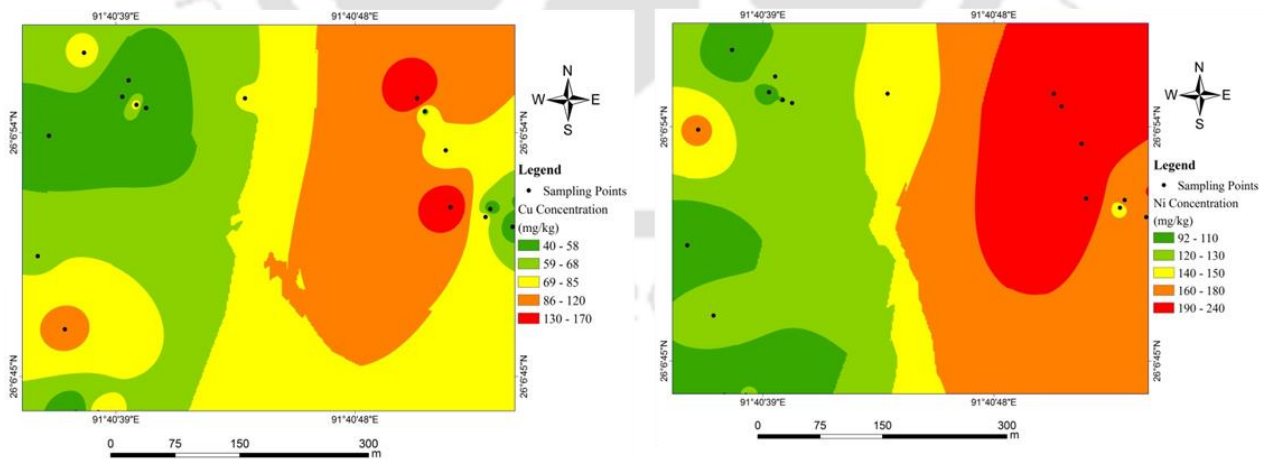 91°40'39"E 91°40'48"E
26°6'54"N
26°6'45"N
N
W E
S
Legend
Sampling Points
Cu Concentration
(mg/kg)
40 - 58
59 - 68
69 - 85
86 - 120
130 - 170
26°6'54"N
26°6'45"N
91°40'39"E 91°40'48"E
0 75 150 300
m
91°40'39"E 91°40'48"E
26°6'54"N
26°6'45"N
N
W E
S
Legend
Sampling Points
Ni Concentration
(mg/kg)
92 - 110
120 - 130
140 - 150
160 - 180
190 - 240
26°6'54"N
26°6'45"N
91°40'39"E 91°40'48"E
0 75 150 300
m